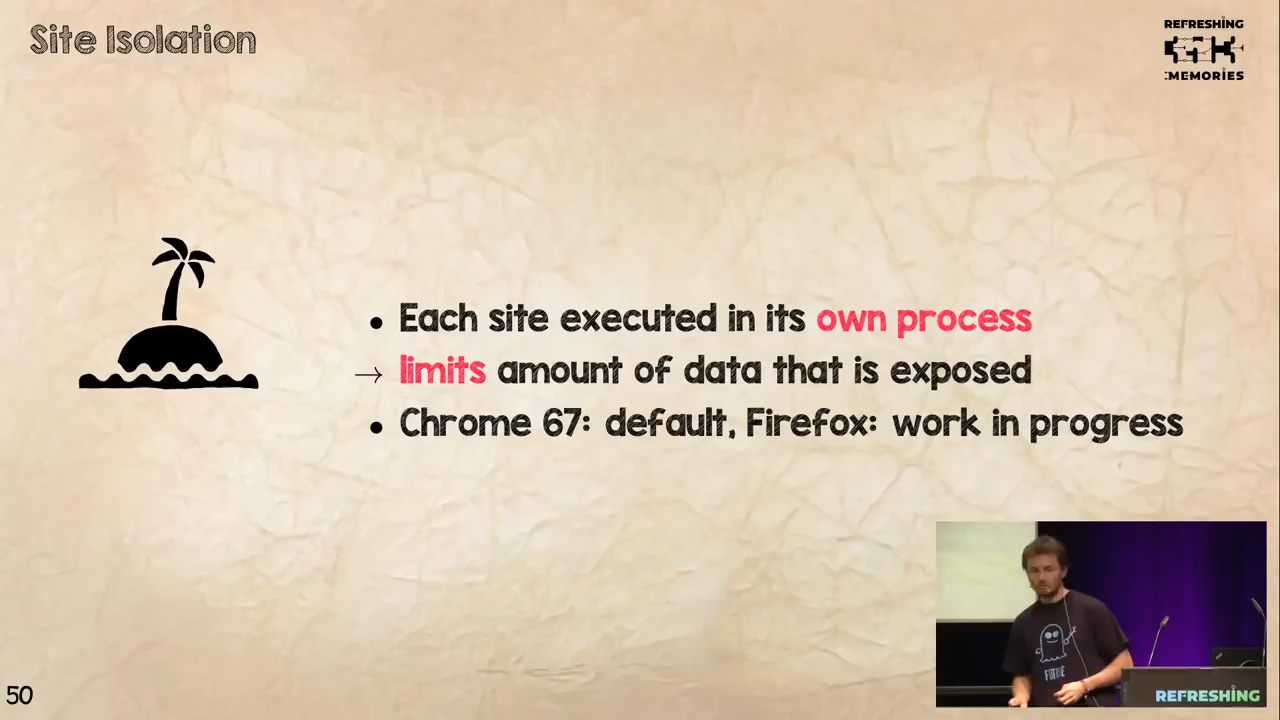 Site Isolation
REFRESHING
35C3
MEMORIES
• Each site executed in its own process
→ limits amount of data that is exposed
• Chrome 67: default, Firefox: work in progress
REFRESHING
50